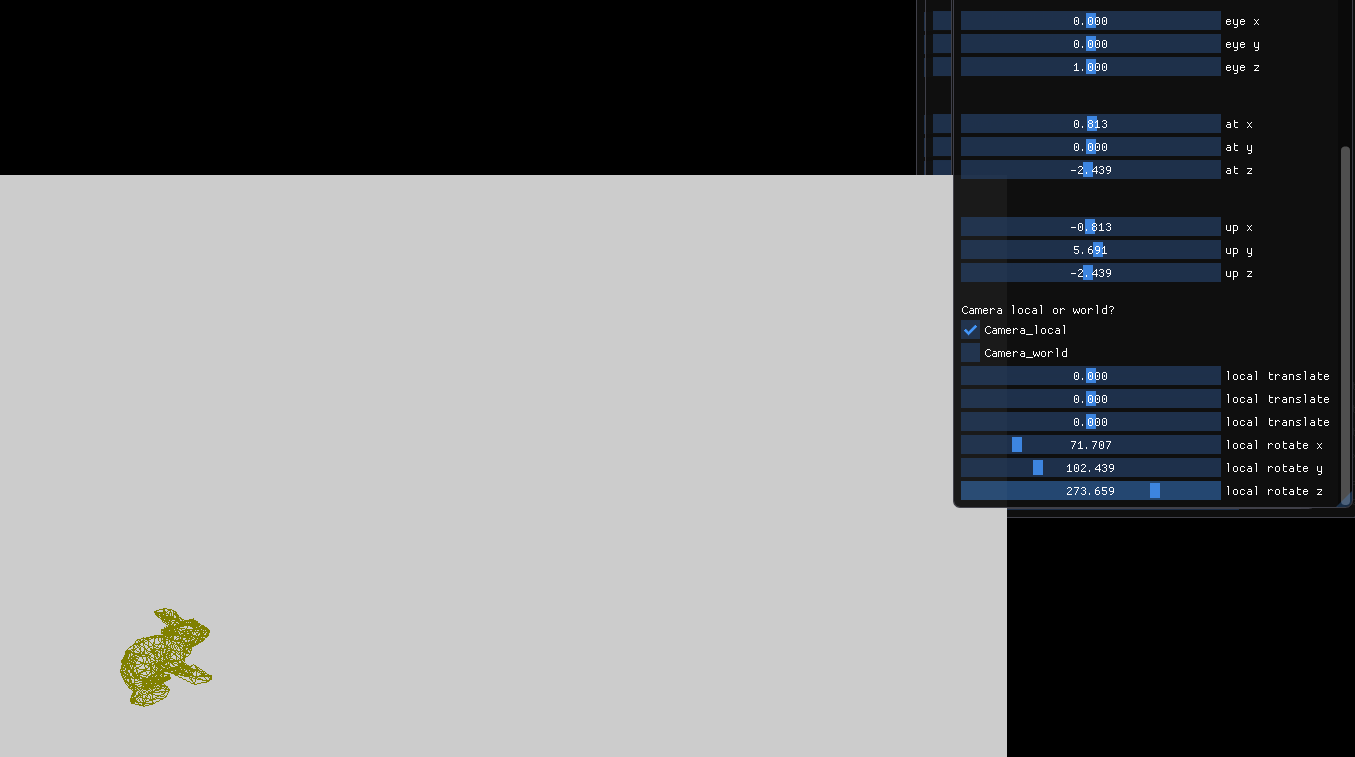 0.000 eye x
0.000 eye y
1.000 eye z
0.813 at x
0.000 at y
-2.439 at z
-0.813 up x
5.691 up y
-2.439 up z
Camera local or world?
Camera_local
Camera_world
0.000 local translate
0.000 local translate
0.000 local translate
71.707 local rotate x
102.439 local rotate y
273.659 local rotate z